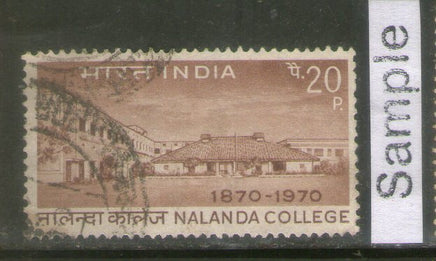 भारत INDIA
पै. 20
P.
1870-1970
नालन्दा कॉलेज NALANDA COLLEGE
Sample